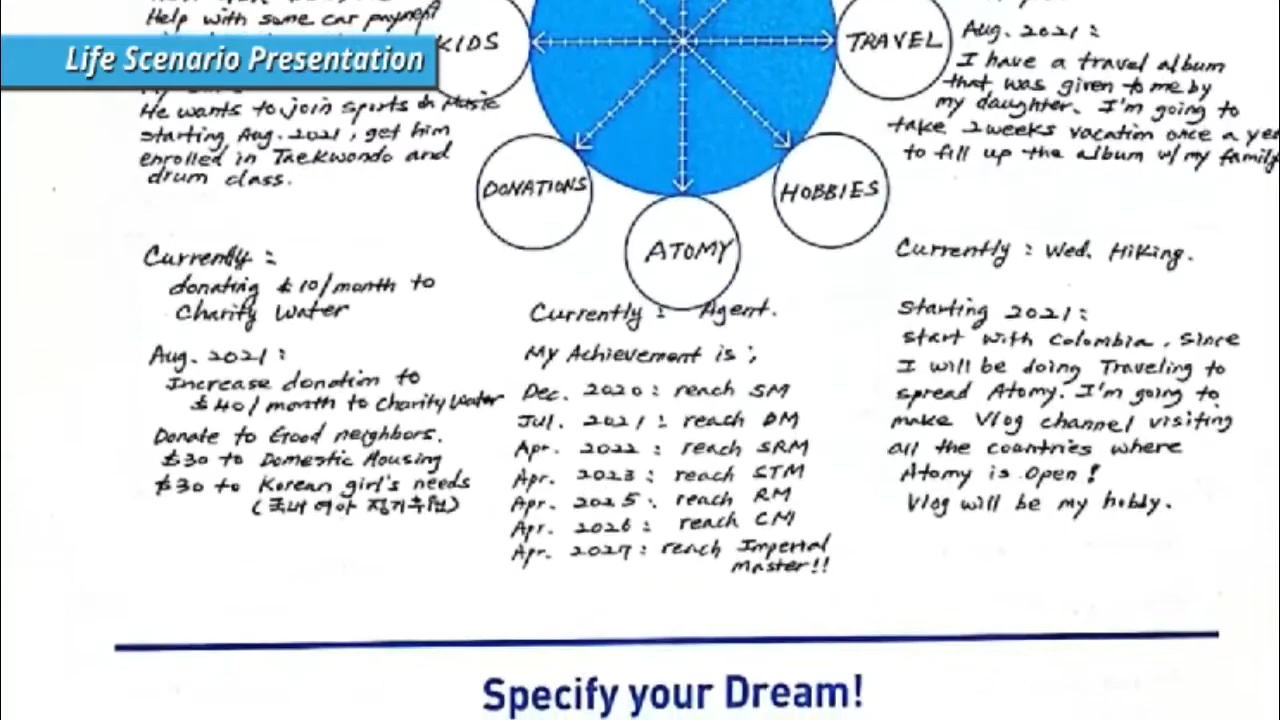 Help with some car payment
Life Scenario Presentation
KIDS
He wants to join sports or Music
starting Aug. 2021, get him
enrolled in Taekwondo and
drum class.
TRAVEL
Aug. 2021:
I have a travel album
that was given to me by
my daughter. I'm going to
take 2weeks vacation once a
to fill up the album w/ my family
DONATIONS
ATOMY
HOBBIES
Currently:
donating $10/month to
Charity Water
Aug. 2021:
Increase donation to
$40/month to Charity Water
Donate to Good neighbors.
$30 to Domestic Housing
$30 to Korean girl's needs
(국내 여아
Currently: Agent.
My Achievement is;
Dec. 2020: reach SM
Jul. 2021: reach DM
Apr. 2022: reach SRM
Apr. 2023: reach STM
Apr. 2025: reach RM
Apr. 2026: reach CM
Apr. 2027: reach Imperial
Master!!
Currently: Wed. Hiking.
Starting 2021:
start with Colombia. Since
I will be doing Traveling to
spread Atomy. I'm going to
make Vlog channel visiting
all the countries where
Atomy is Open!
Vlog will be my hobby.
Specify your Dream!